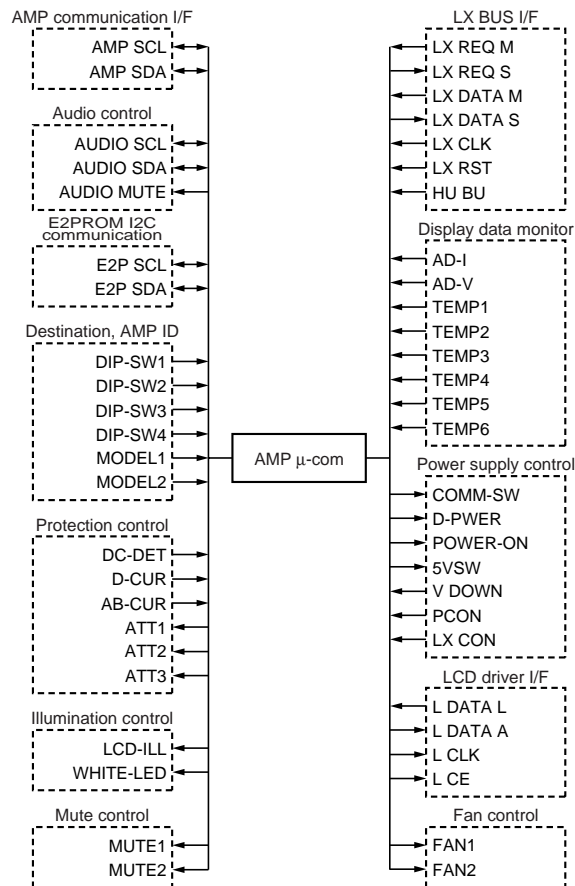 AMP communication I/F
AMP SCL
AMP SDA
Audio control
AUDIO SCL
AUDIO SDA
AUDIO MUTE
E2PROM I2C
communication
E2P SCL
E2P SDA
Destination, AMP ID
DIP-SW1
DIP-SW2
DIP-SW3
DIP-SW4
MODEL1
MODEL2
Protection control
DC-DET
D-CUR
AB-CUR
ATT1
ATT2
ATT3
Illumination control
LCD-ILL
WHITE-LED
Mute control
MUTE1
MUTE2
AMP µ-com
LX BUS I/F
LX REQ M
LX REQ S
LX DATA M
LX DATA S
LX CLK
LX RST
HU BU
Display data monitor
AD-I
AD-V
TEMP1
TEMP2
TEMP3
TEMP4
TEMP5
TEMP6
Power supply control
COMM-SW
D-PWER
POWER-ON
5VSW
V DOWN
PCON
LX CON
LCD driver I/F
L DATA L
L DATA A
L CLK
L CE
Fan control
FAN1
FAN2